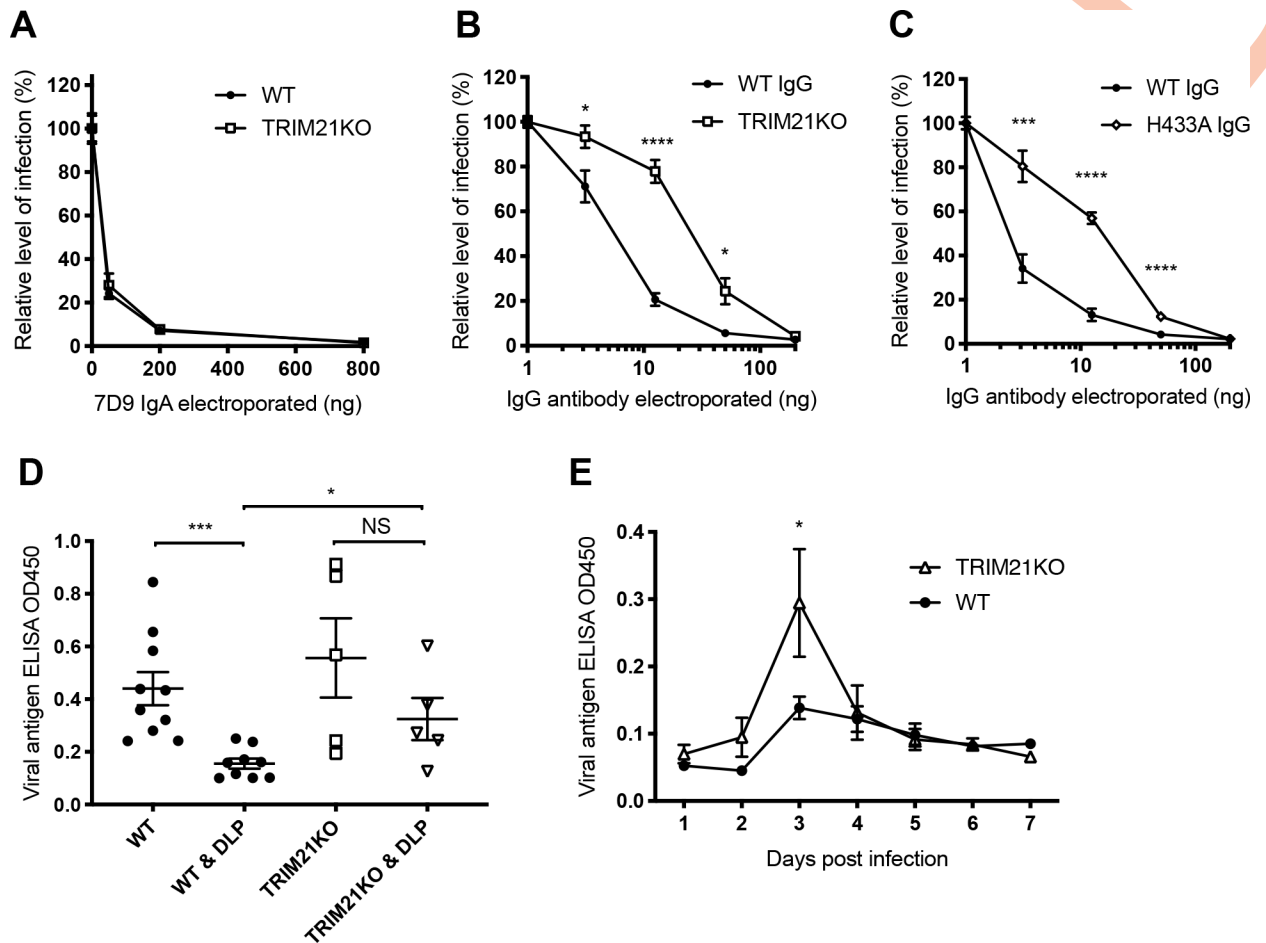 A
Relative level of infection (%)
120
100
80
60
40
20
0
0 200 400 600 800
7D9 IgA electroporated (ng)
WT
TRIM21KO
B
Relative level of infection (%)
120
100
80
60
40
20
0
1 10 100
IgG antibody electroporated (ng)
WT IgG
TRIM21KO
*
****
*
C
Relative level of infection (%)
120
100
80
60
40
20
0
1 10 100
IgG antibody electroporated (ng)
WT IgG
H433A IgG
***
****
****
D
Viral antigen ELISA OD450
1.0
0.8
0.6
0.4
0.2
0.0
*
***
NS
WT
WT & DLP
TRIM21KO
TRIM21KO & DLP
E
Viral antigen ELISA OD450
0.4
0.3
0.2
0.1
0.0
*
TRIM21KO
WT
1 2 3 4 5 6 7
Days post infection